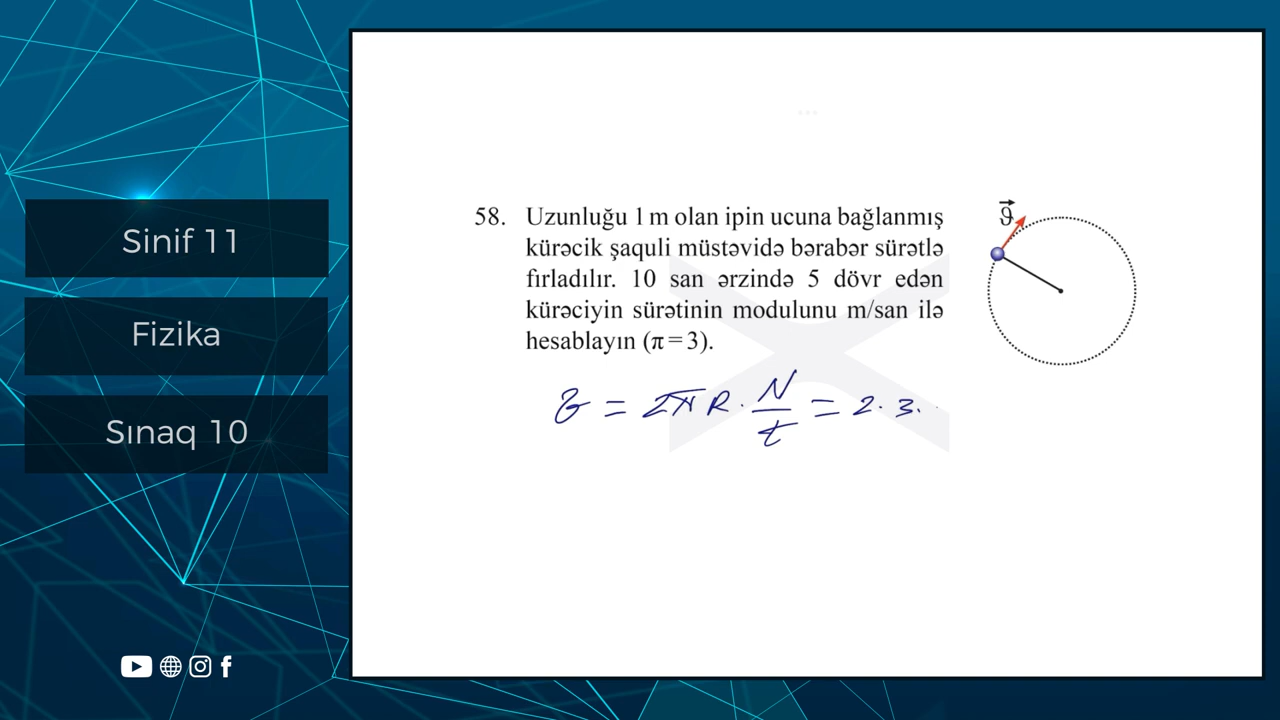 Sinif 11
Fizika
Sınaq 10
58. Uzunluğu 1 m olan ipin ucuna bağlanmış
kürəcik şaquli müstəvidə bərabər sürətlə
fırladılır. 10 san ərzində 5 dövr edən
kürəciyin sürətinin modulunu m/san ilə
hesablayın (π = 3).
ϑ = 2πR · N/t = 2 · 3 ·
ϑ